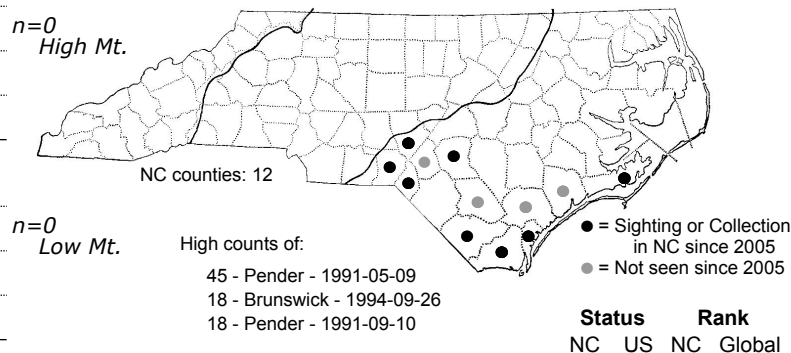 n=0
High Mt.
NC counties: 12
n=0
Low Mt.
High counts of:
45 - Pender - 1991-05-09
18 - Brunswick - 1994-09-26
18 - Pender - 1991-09-10
= Sighting or Collection
in NC since 2005
= Not seen since 2005
Status Rank
NC US NC Global